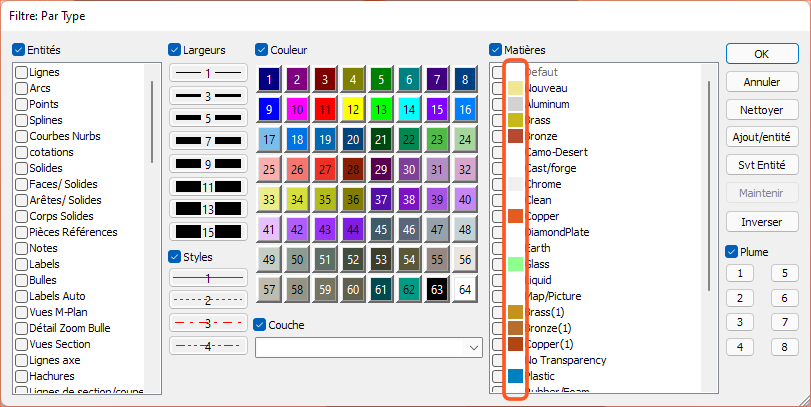 Filtre: Par Type
Entités
Lignes
Arcs
Points
Splines
Courbes Nurbs
cotations
Solides
Faces/ Solides
Arêtes/ Solides
Corps Solides
Pièces Références
Notes
Labels
Bulles
Labels Auto
Vues M-Plan
Détail Zoom Bulle
Vues Section
Lignes axe
Hachures
Lignes de section/coupe
Largeurs
1
3
5
7
9
11
13
15
Styles
1
2
3
4
Couleur
1 2 3 4 5 6 7 8
9 10 11 12 13 14 15 16
17 18 19 20 21 22 23 24
25 26 27 28 29 30 31 32
33 34 35 36 37 38 39 40
41 42 43 44 45 46 47 48
49 50 51 52 53 54 55 56
57 58 59 60 61 62 63 64
Couche
Matières
Defaut
Nouveau
Aluminum
Brass
Bronze
Camo-Desert
Cast/forge
Chrome
Clean
Copper
DiamondPlate
Earth
Glass
Liquid
Map/Picture
Brass(1)
Bronze(1)
Copper(1)
No Transparency
Plastic
Rubber/Foam
OK
Annuler
Nettoyer
Ajout/entité
Svt Entité
Maintenir
Inverser
Plume
1 5
2 6
3 7
4 8